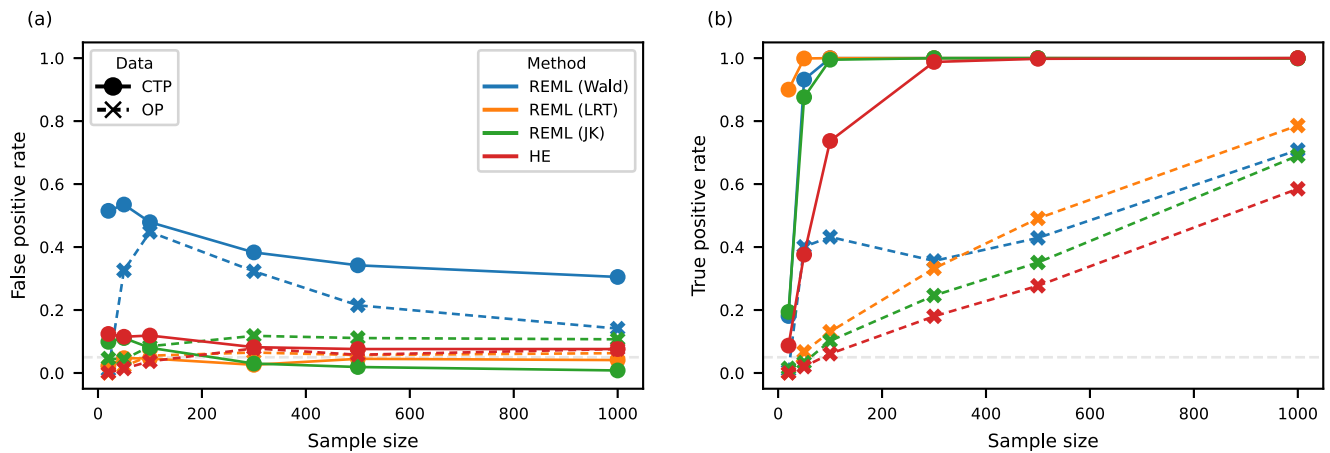 (a)
False positive rate
1.0
0.8
0.6
0.4
0.2
0.0
Data
CTP
OP
Method
REML (Wald)
REML (LRT)
REML (JK)
HE
0
200
400
600
800
1000
Sample size
(b)
True positive rate
1.0
0.8
0.6
0.4
0.2
0.0
0
200
400
600
800
1000
Sample size